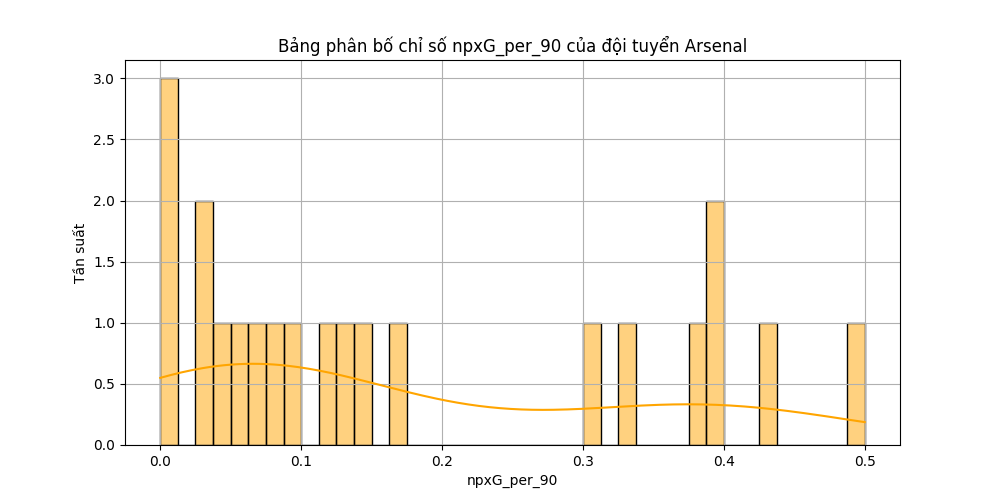 Bảng phân bố chỉ số npxG_per_90 của đội tuyển Arsenal
3.0
2.5
2.0
1.5
1.0
0.5
0.0
Tần suất
0.0 0.1 0.2 0.3 0.4 0.5
npxG_per_90